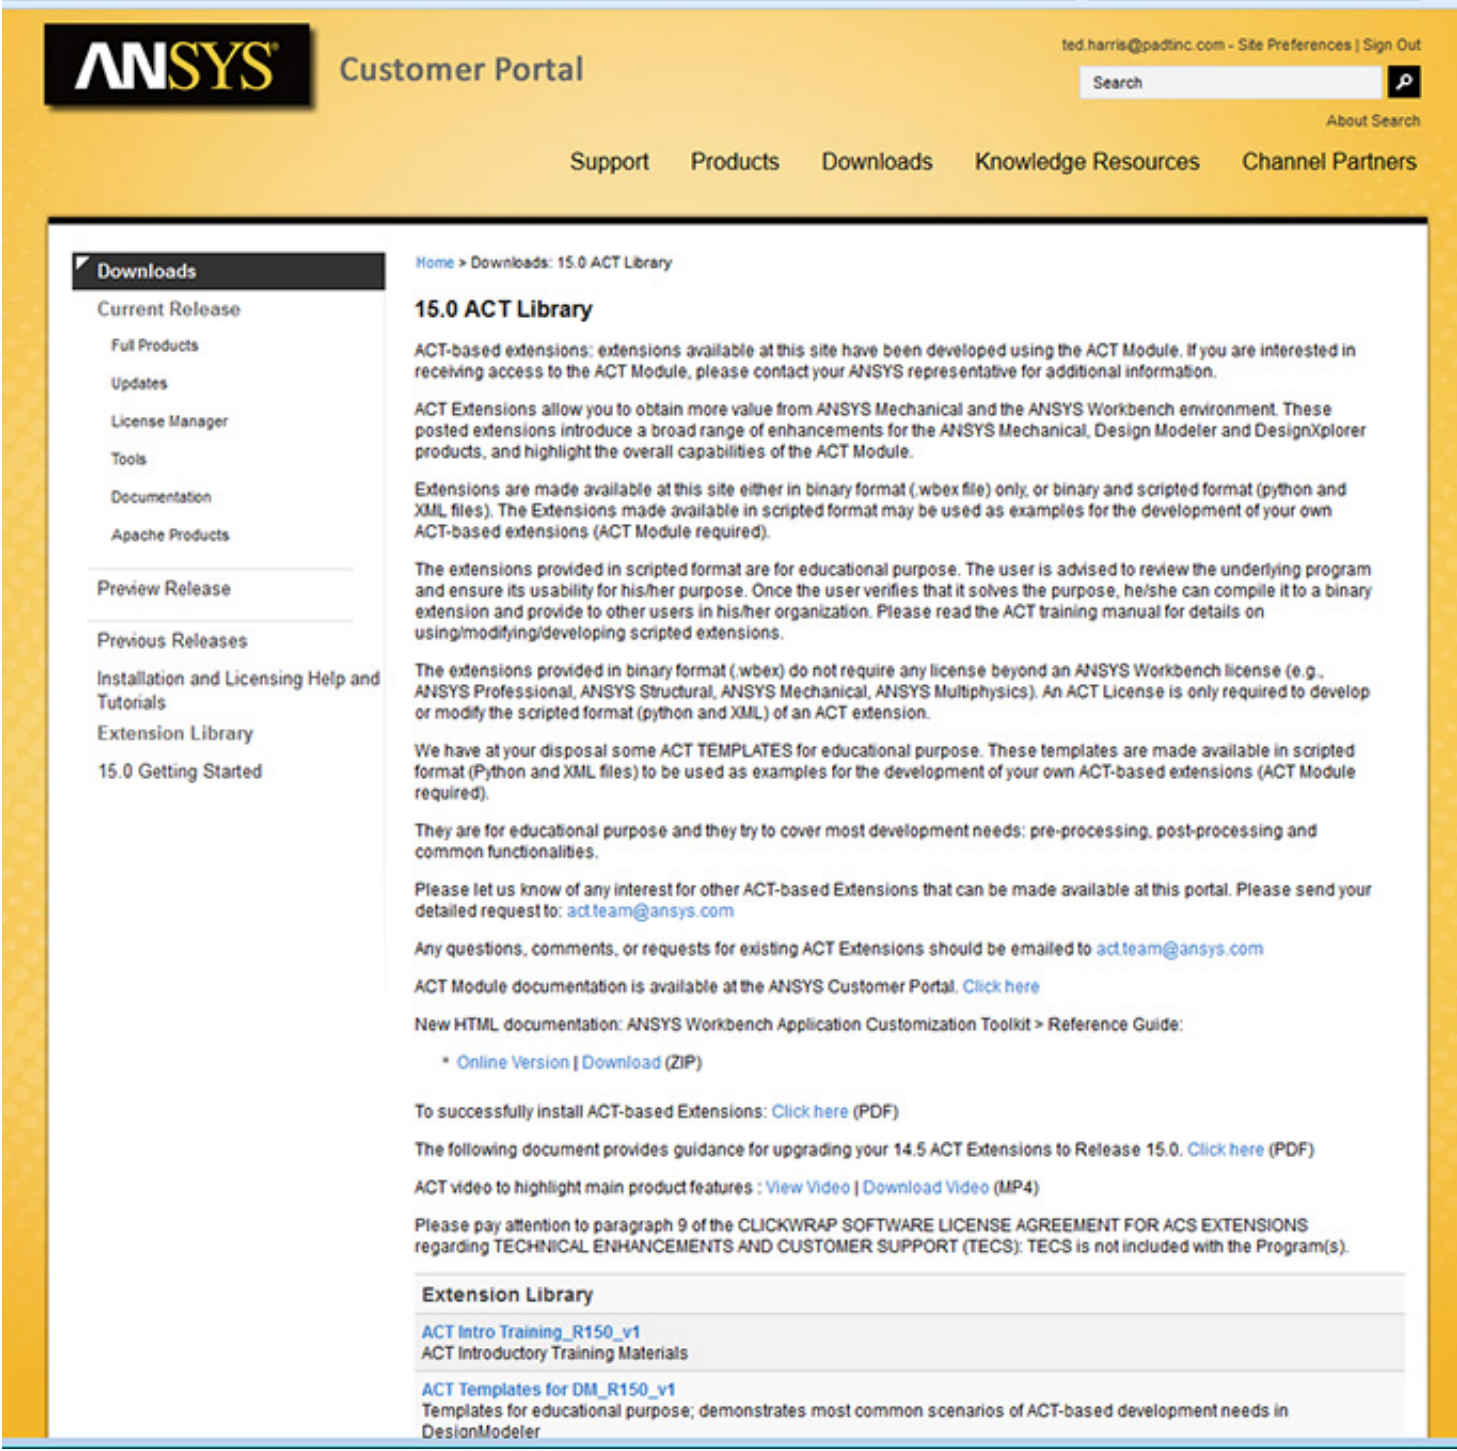 ANSYS
Customer Portal
ted.harris@padtinc.com - Site Preferences | Sign Out
Search
About Search
Support Products Downloads Knowledge Resources Channel Partners
Downloads
Current Release
Full Products
Updates
License Manager
Tools
Documentation
Apache Products
Preview Release
Previous Releases
Installation and Licensing Help and
Tutorials
Extension Library
15.0 Getting Started
Home > Downloads: 15.0 ACT Library
15.0 ACT Library
ACT-based extensions: extensions available at this site have been developed using the ACT Module. If you are interested in
receiving access to the ACT Module, please contact your ANSYS representative for additional information.
ACT Extensions allow you to obtain more value from ANSYS Mechanical and the ANSYS Workbench environment. These
posted extensions introduce a broad range of enhancements for the ANSYS Mechanical, Design Modeler and DesignXplorer
products, and highlight the overall capabilities of the ACT Module.
Extensions are made available at this site either in binary format (.wbex file) only, or binary and scripted format (python and
XML files). The Extensions made available in scripted format may be used as examples for the development of your own
ACT-based extensions (ACT Module required).
The extensions provided in scripted format are for educational purpose. The user is advised to review the underlying program
and ensure its usability for his/her purpose. Once the user verifies that it solves the purpose, he/she can compile it to a binary
extension and provide to other users in his/her organization. Please read the ACT training manual for details on
using/modifying/developing scripted extensions.
The extensions provided in binary format (.wbex) do not require any license beyond an ANSYS Workbench license (e.g.,
ANSYS Professional, ANSYS Structural, ANSYS Mechanical, ANSYS Multiphysics). An ACT License is only required to develop
or modify the scripted format (python and XML) of an ACT extension.
We have at your disposal some ACT TEMPLATES for educational purpose. These templates are made available in scripted
format (Python and XML files) to be used as examples for the development of your own ACT-based extensions (ACT Module
required).
They are for educational purpose and they try to cover most development needs: pre-processing, post-processing and
common functionalities.
Please let us know of any interest for other ACT-based Extensions that can be made available at this portal. Please send your
detailed request to: act.team@ansys.com
Any questions, comments, or requests for existing ACT Extensions should be emailed to act.team@ansys.com
ACT Module documentation is available at the ANSYS Customer Portal. Click here
New HTML documentation: ANSYS Workbench Application Customization Toolkit > Reference Guide:
* Online Version | Download (ZIP)
To successfully install ACT-based Extensions: Click here (PDF)
The following document provides guidance for upgrading your 14.5 ACT Extensions to Release 15.0. Click here (PDF)
ACT video to highlight main product features : View Video | Download Video (MP4)
Please pay attention to paragraph 9 of the CLICKWRAP SOFTWARE LICENSE AGREEMENT FOR ACS EXTENSIONS
regarding TECHNICAL ENHANCEMENTS AND CUSTOMER SUPPORT (TECS): TECS is not included with the Program(s).
Extension Library
ACT Intro Training_R150_v1
ACT Introductory Training Materials
ACT Templates for DM_R150_v1
Templates for educational purpose; demonstrates most common scenarios of ACT-based development needs in
DesignModeler